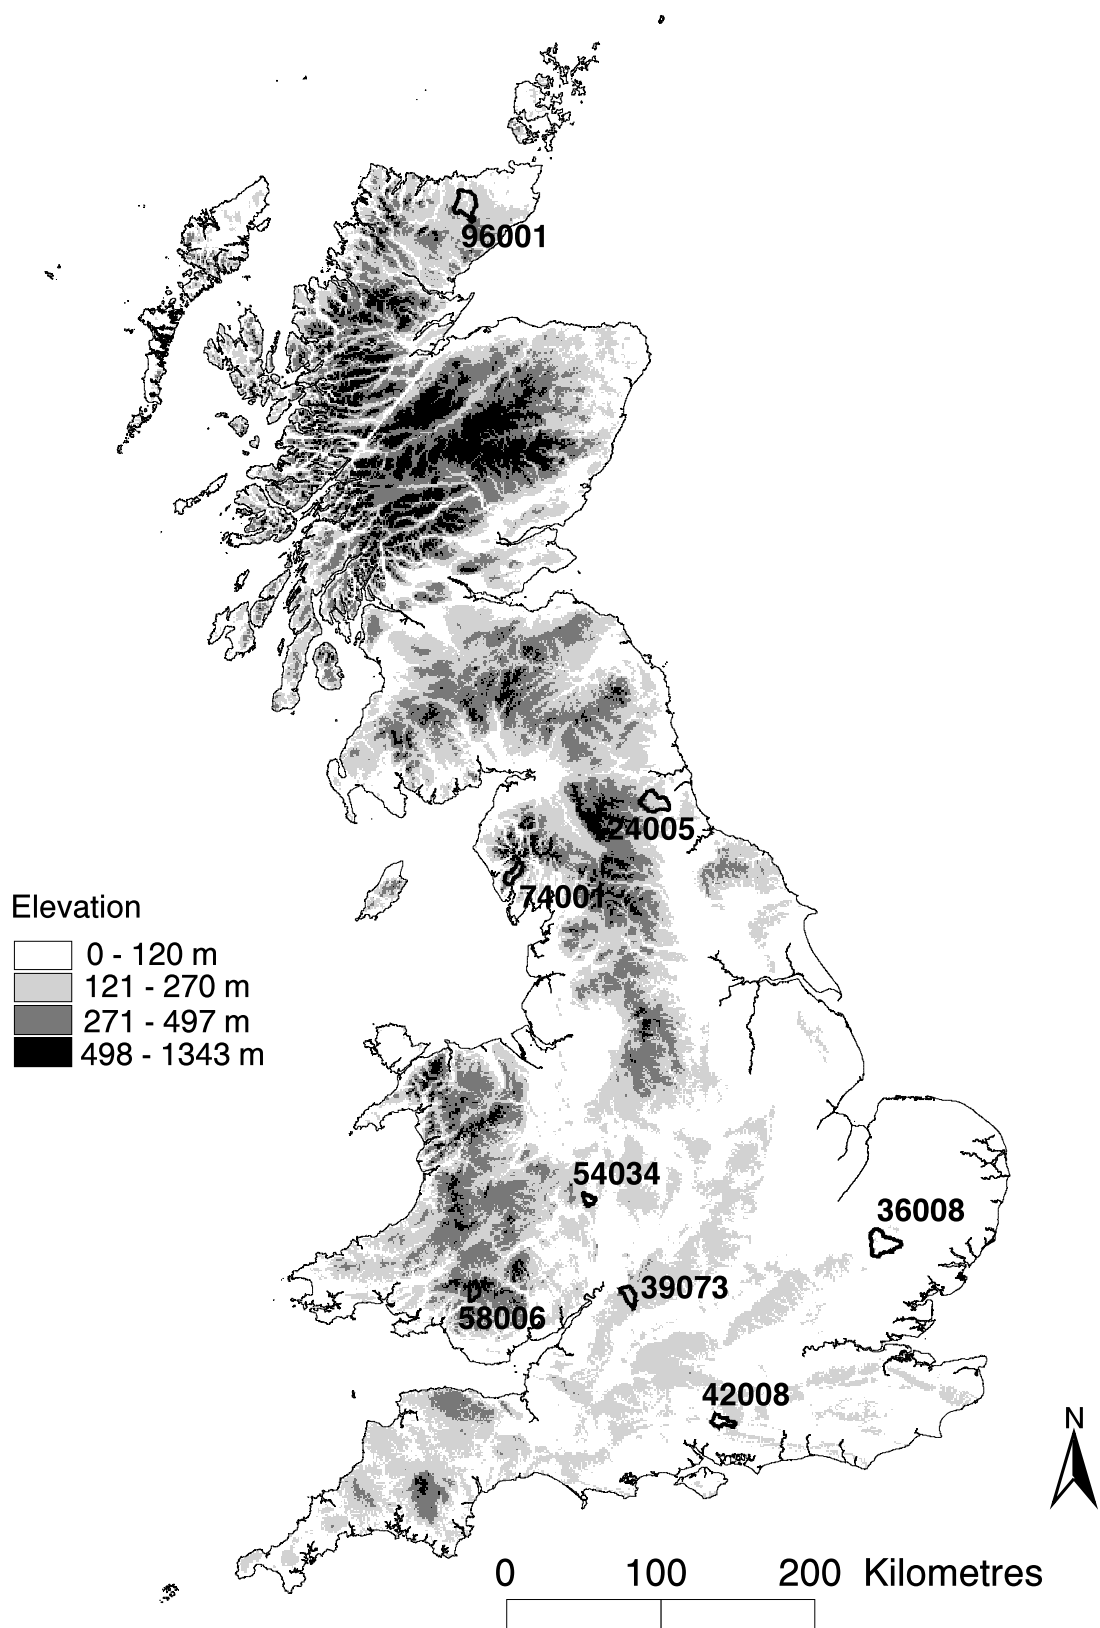 96001
24005
74001
Elevation
0 - 120 m
121 - 270 m
271 - 497 m
498 - 1343 m
54034
36008
39073
58006
42008
N
0 100 200 Kilometres